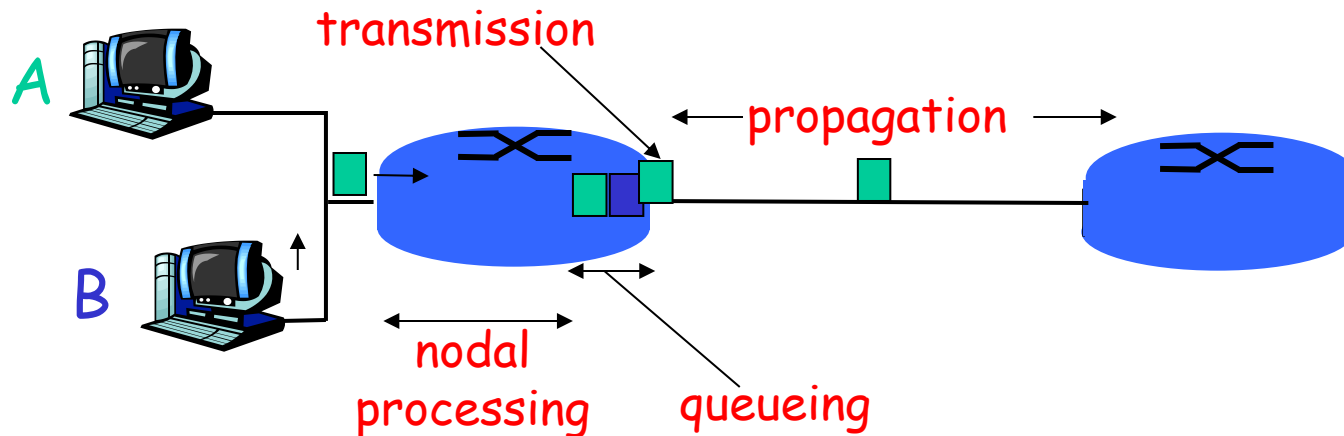 transmission
A
propagation
B
nodal
processing
queueing